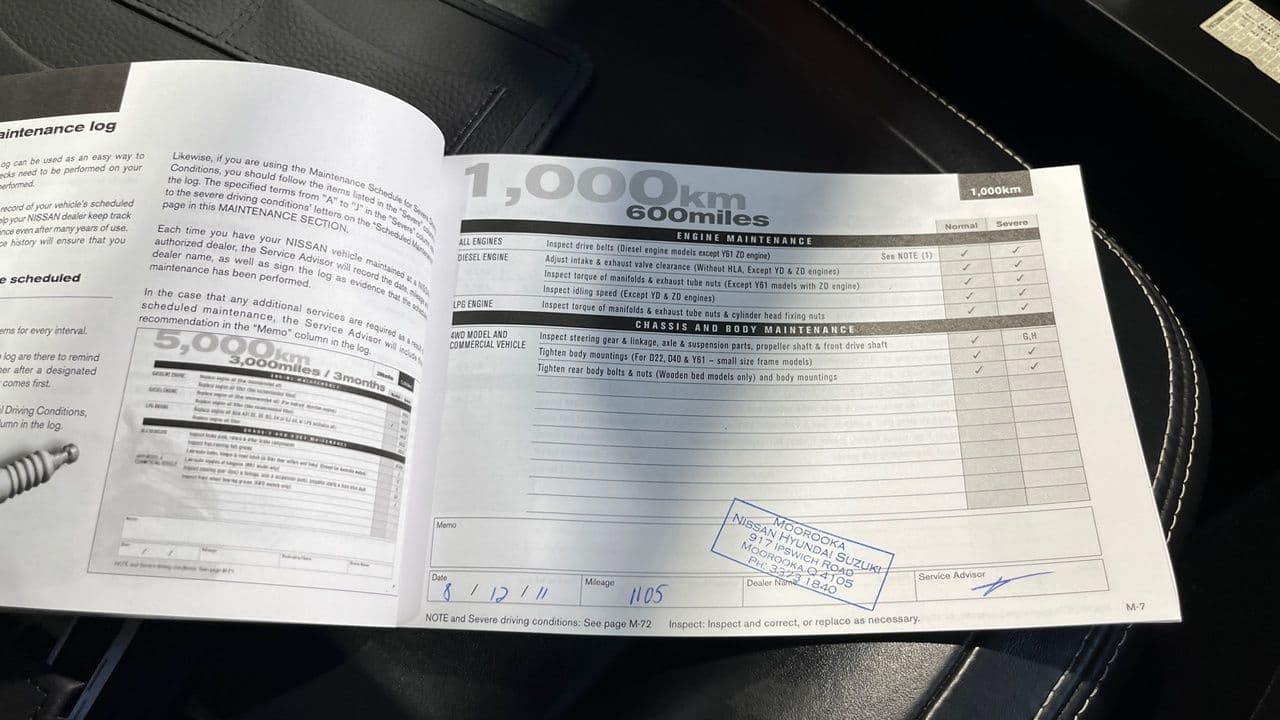 aintenance log
og can be used as an easy way to
ecks need to be performed on your
erformed.
record of your vehicle's scheduled
elp your NISSAN dealer keep track
nce even after many years of use.
ce history will ensure that you
e scheduled
ems for every interval.
log are there to remind
ner after a designated
comes first.
l Driving Conditions,
umn in the log.
Likewise, if you are using the Maintenance Schedule for
Conditions, you should follow the items listed in the "Severe"
the log. The specified terms from "A" to "J" in the "Severe"
to the severe driving conditions' letters on the "Scheduled
page in this MAINTENANCE SECTION.
Each time you have your NISSAN vehicle maintained at a
authorized dealer, the Service Advisor will record the date,
dealer name, as well as sign the log as evidence that the
maintenance has been performed.
In the case that any additional services are required as a
scheduled maintenance, the Service Advisor will include
recommendation in the "Memo" column in the log.
5,000km
3,000miles / 3months
1,000km
600miles
1,000km
Normal Severe
ENGINE MAINTENANCE
ALL ENGINES Inspect drive belts (Diesel engine models except Y61 ZD engine) See NOTE (1) ✓ ✓
DIESEL ENGINE Adjust intake & exhaust valve clearance (Without HLA, Except YD & ZD engines) ✓ ✓
Inspect torque of manifolds & exhaust tube nuts (Except Y61 models with ZD engine) ✓ ✓
Inspect idling speed (Except YD & ZD engines) ✓ ✓
LPG ENGINE Inspect torque of manifolds & exhaust tube nuts & cylinder head fixing nuts ✓ ✓
CHASSIS AND BODY MAINTENANCE
4WD MODEL AND
COMMERCIAL VEHICLE
Inspect steering gear & linkage, axle & suspension parts, propeller shaft & front drive shaft ✓ G,H
Tighten body mountings (For D22, D40 & Y61 – small size frame models) ✓ ✓
Tighten rear body bolts & nuts (Wooden bed models only) and body mountings ✓ ✓
Memo
MOOROOKA
NISSAN HYUNDAI SUZUKI
917 IPSWICH ROAD
MOOROOKA Q 4105
PH: 3373 1840
Date 8 / 12 / 11
Mileage 1105
Dealer Name
Service Advisor
NOTE and Severe driving conditions: See page M-72 Inspect: Inspect and correct, or replace as necessary.
M-7